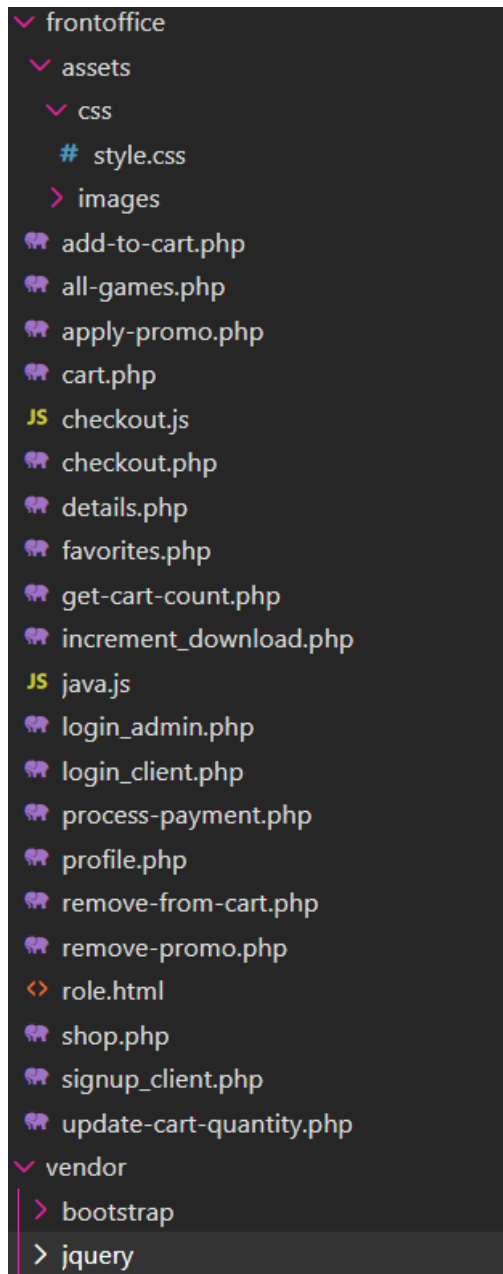 frontoffice
assets
css
# style.css
images
add-to-cart.php
all-games.php
apply-promo.php
cart.php
JS checkout.js
checkout.php
details.php
favorites.php
get-cart-count.php
increment_download.php
JS java.js
login_admin.php
login_client.php
process-payment.php
profile.php
remove-from-cart.php
remove-promo.php
<> role.html
shop.php
signup_client.php
update-cart-quantity.php
vendor
bootstrap
jquery